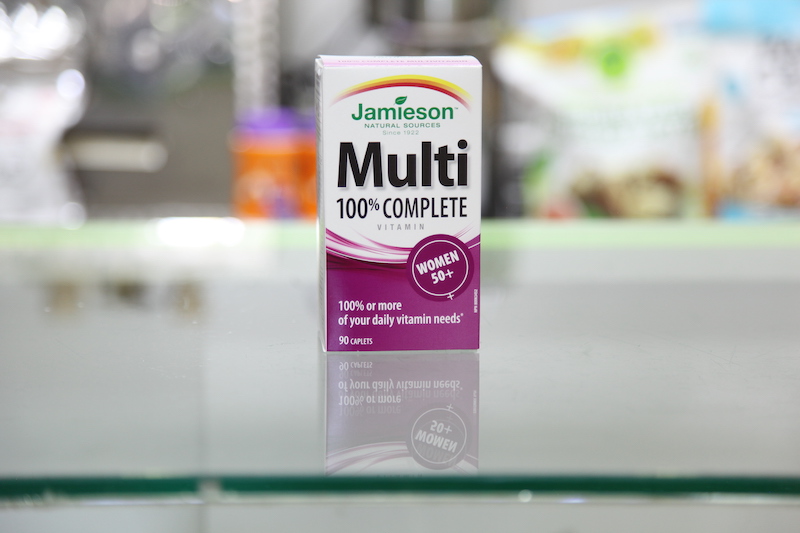 Jamieson
NATURAL SOURCES
Since 1922
Multi
100% COMPLETE
VITAMIN
WOMEN
50+
100% or more
of your daily vitamin needs*
90 CAPLETS